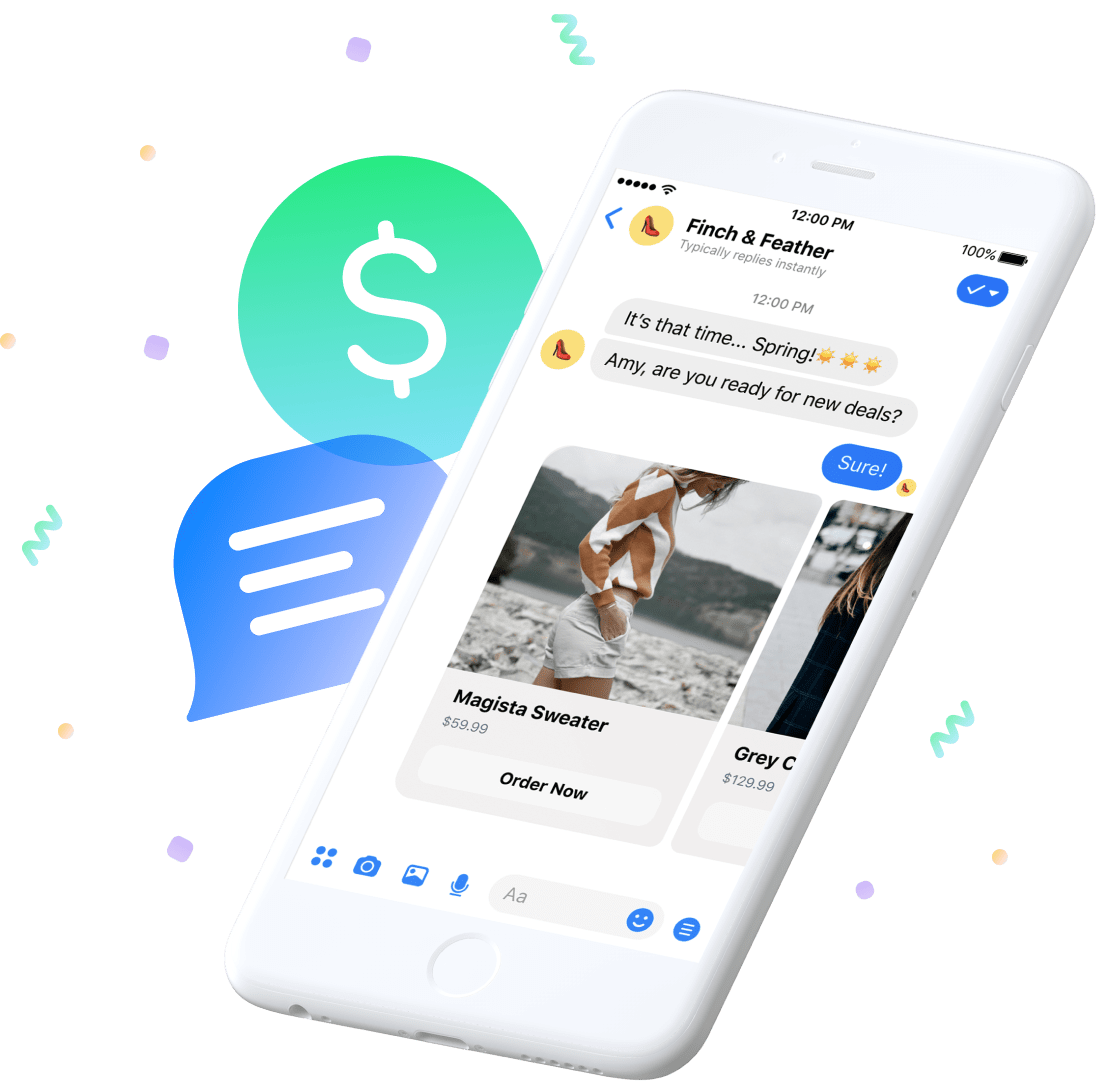 12:00 PM
100%
Finch & Feather
Typically replies instantly
12:00 PM
It's that time... Spring!☀️☀️☀️
Amy, are you ready for new deals?
Sure!
Magista Sweater
$59.99
Order Now
Grey C
$129.99
Aa
$